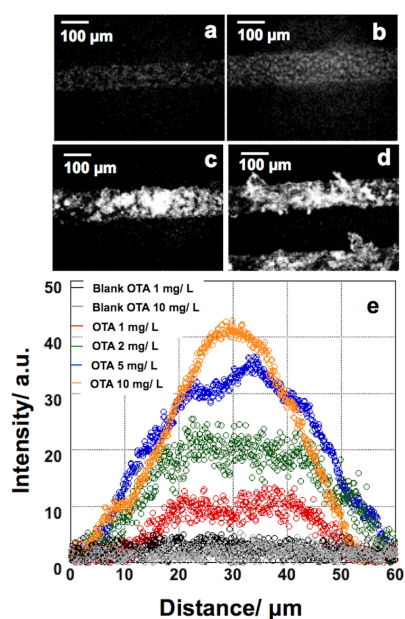 a
100 µm
b
100 µm
c
100 µm
d
100 µm
e
Blank OTA 1 mg/ L
Blank OTA 10 mg/ L
OTA 1 mg/ L
OTA 2 mg/ L
OTA 5 mg/ L
OTA 10 mg/ L
50
40
30
20
10
0
Intensity/ a.u.
0 10 20 30 40 50 60
Distance/ µm